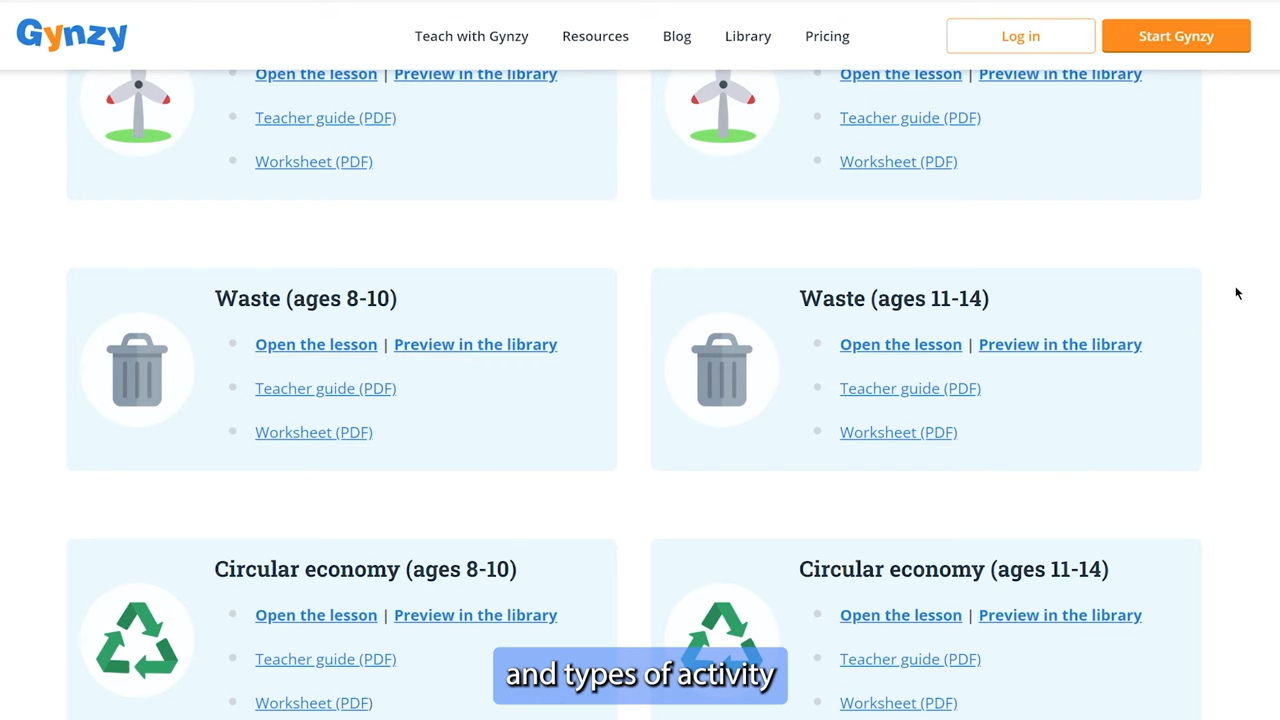 Gynzy
Teach with Gynzy Resources Blog Library Pricing Log in Start Gynzy
Open the lesson | Preview in the library
Teacher guide (PDF)
Worksheet (PDF)
Open the lesson | Preview in the library
Teacher guide (PDF)
Worksheet (PDF)
Waste (ages 8-10)
Open the lesson | Preview in the library
Teacher guide (PDF)
Worksheet (PDF)
Waste (ages 11-14)
Open the lesson | Preview in the library
Teacher guide (PDF)
Worksheet (PDF)
Circular economy (ages 8-10)
Open the lesson | Preview in the library
Teacher guide (PDF)
Worksheet (PDF)
Circular economy (ages 11-14)
Open the lesson | Preview in the library
Teacher guide (PDF)
Worksheet (PDF)
and types of activity